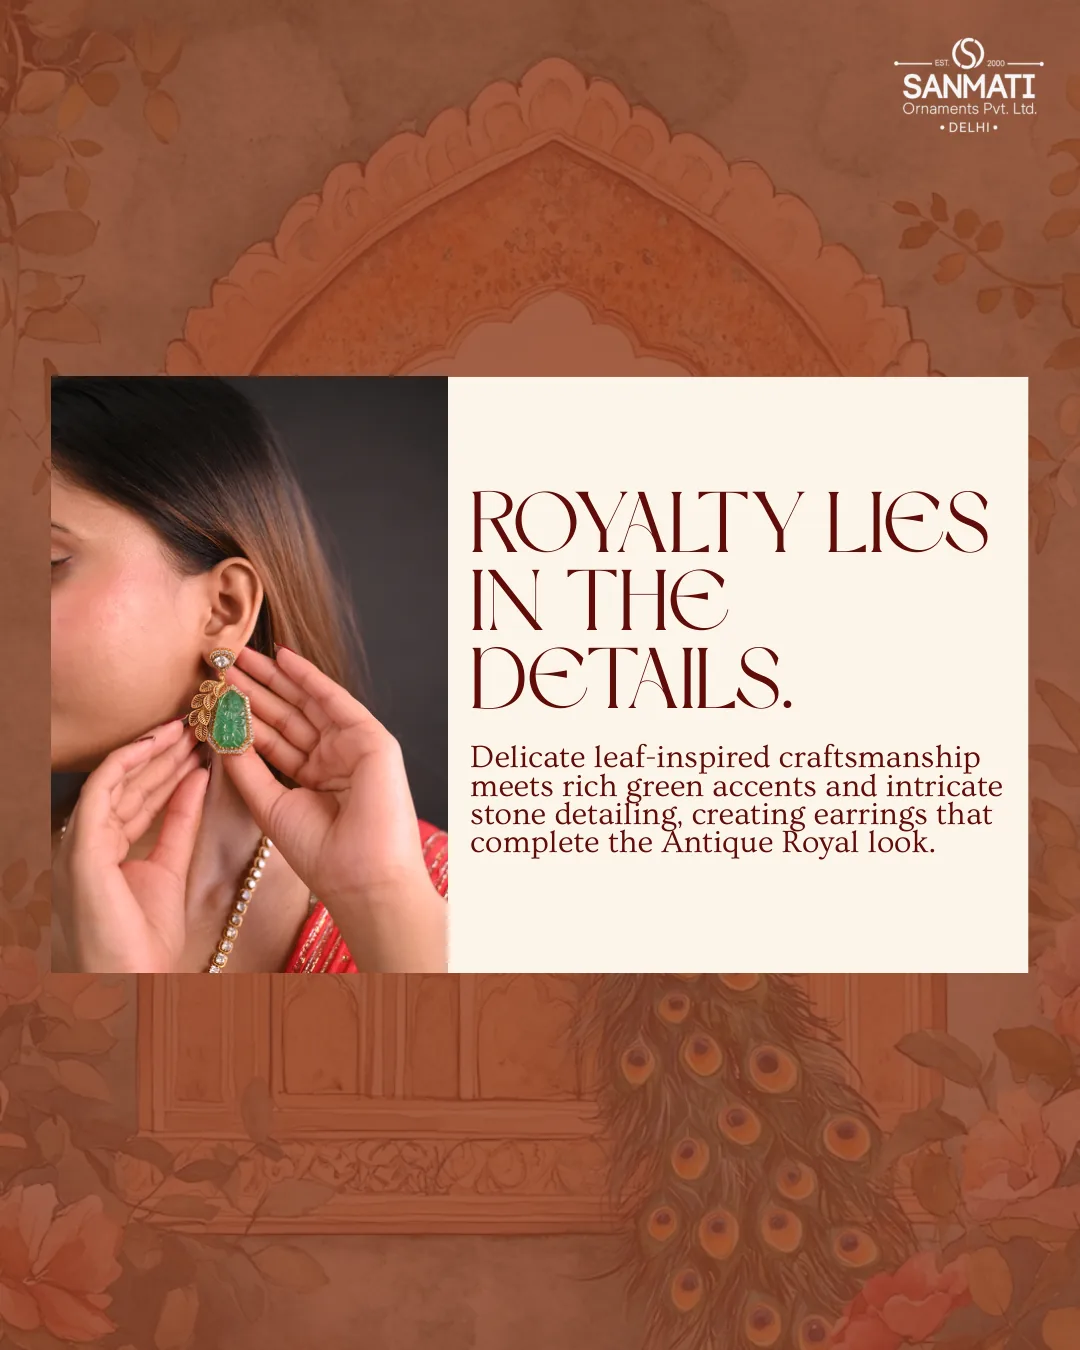 EST. 2000
SANMATI
Ornaments Pvt. Ltd.
• DELHI •
ROYALTY LIES
IN THE
DETAILS.
Delicate leaf-inspired craftsmanship
meets rich green accents and intricate
stone detailing, creating earrings that
complete the Antique Royal look.